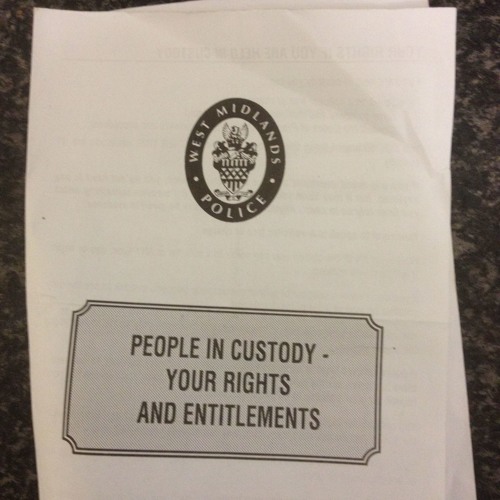 WEST MIDLANDS
POLICE
PEOPLE IN CUSTODY -
YOUR RIGHTS
AND ENTITLEMENTS